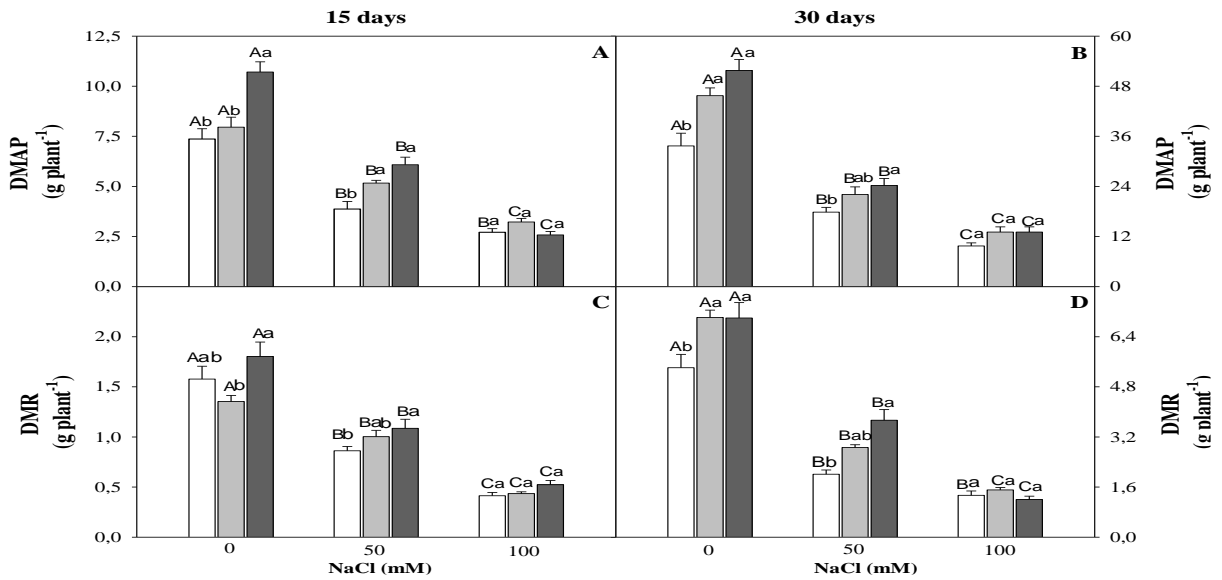 15 days
30 days
12,5
10,0
7,5
5,0
2,5
0,0
DMAP
(g plant⁻¹)
A
Ab
Ab
Aa
Bb
Ba
Ba
Ba
Ca
Ca
B
Ab
Aa
Aa
Bb
Bab
Ba
Ca
Ca
Ca
60
48
36
24
12
0
DMAP
(g plant⁻¹)
2,0
1,5
1,0
0,5
0,0
DMR
(g plant⁻¹)
C
Aab
Ab
Aa
Bb
Bab
Ba
Ca
Ca
Ca
D
Ab
Aa
Aa
Bb
Bab
Ba
Ba
Ca
Ca
6,4
4,8
3,2
1,6
0,0
DMR
(g plant⁻¹)
0
50
100
NaCl (mM)
0
50
100
NaCl (mM)